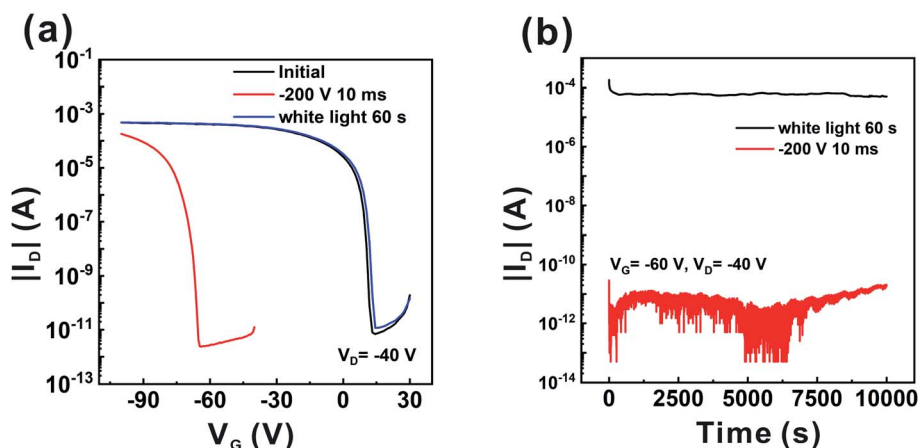 (a)
10^-1
10^-3
10^-5
10^-7
10^-9
10^-11
10^-13
|I_D| (A)
Initial
-200 V 10 ms
white light 60 s
V_D= -40 V
-90 -60 -30 0 30
V_G (V)
(b)
10^-4
10^-6
10^-8
10^-10
10^-12
10^-14
|I_D| (A)
white light 60 s
-200 V 10 ms
V_G= -60 V, V_D= -40 V
0 2500 5000 7500 10000
Time (s)